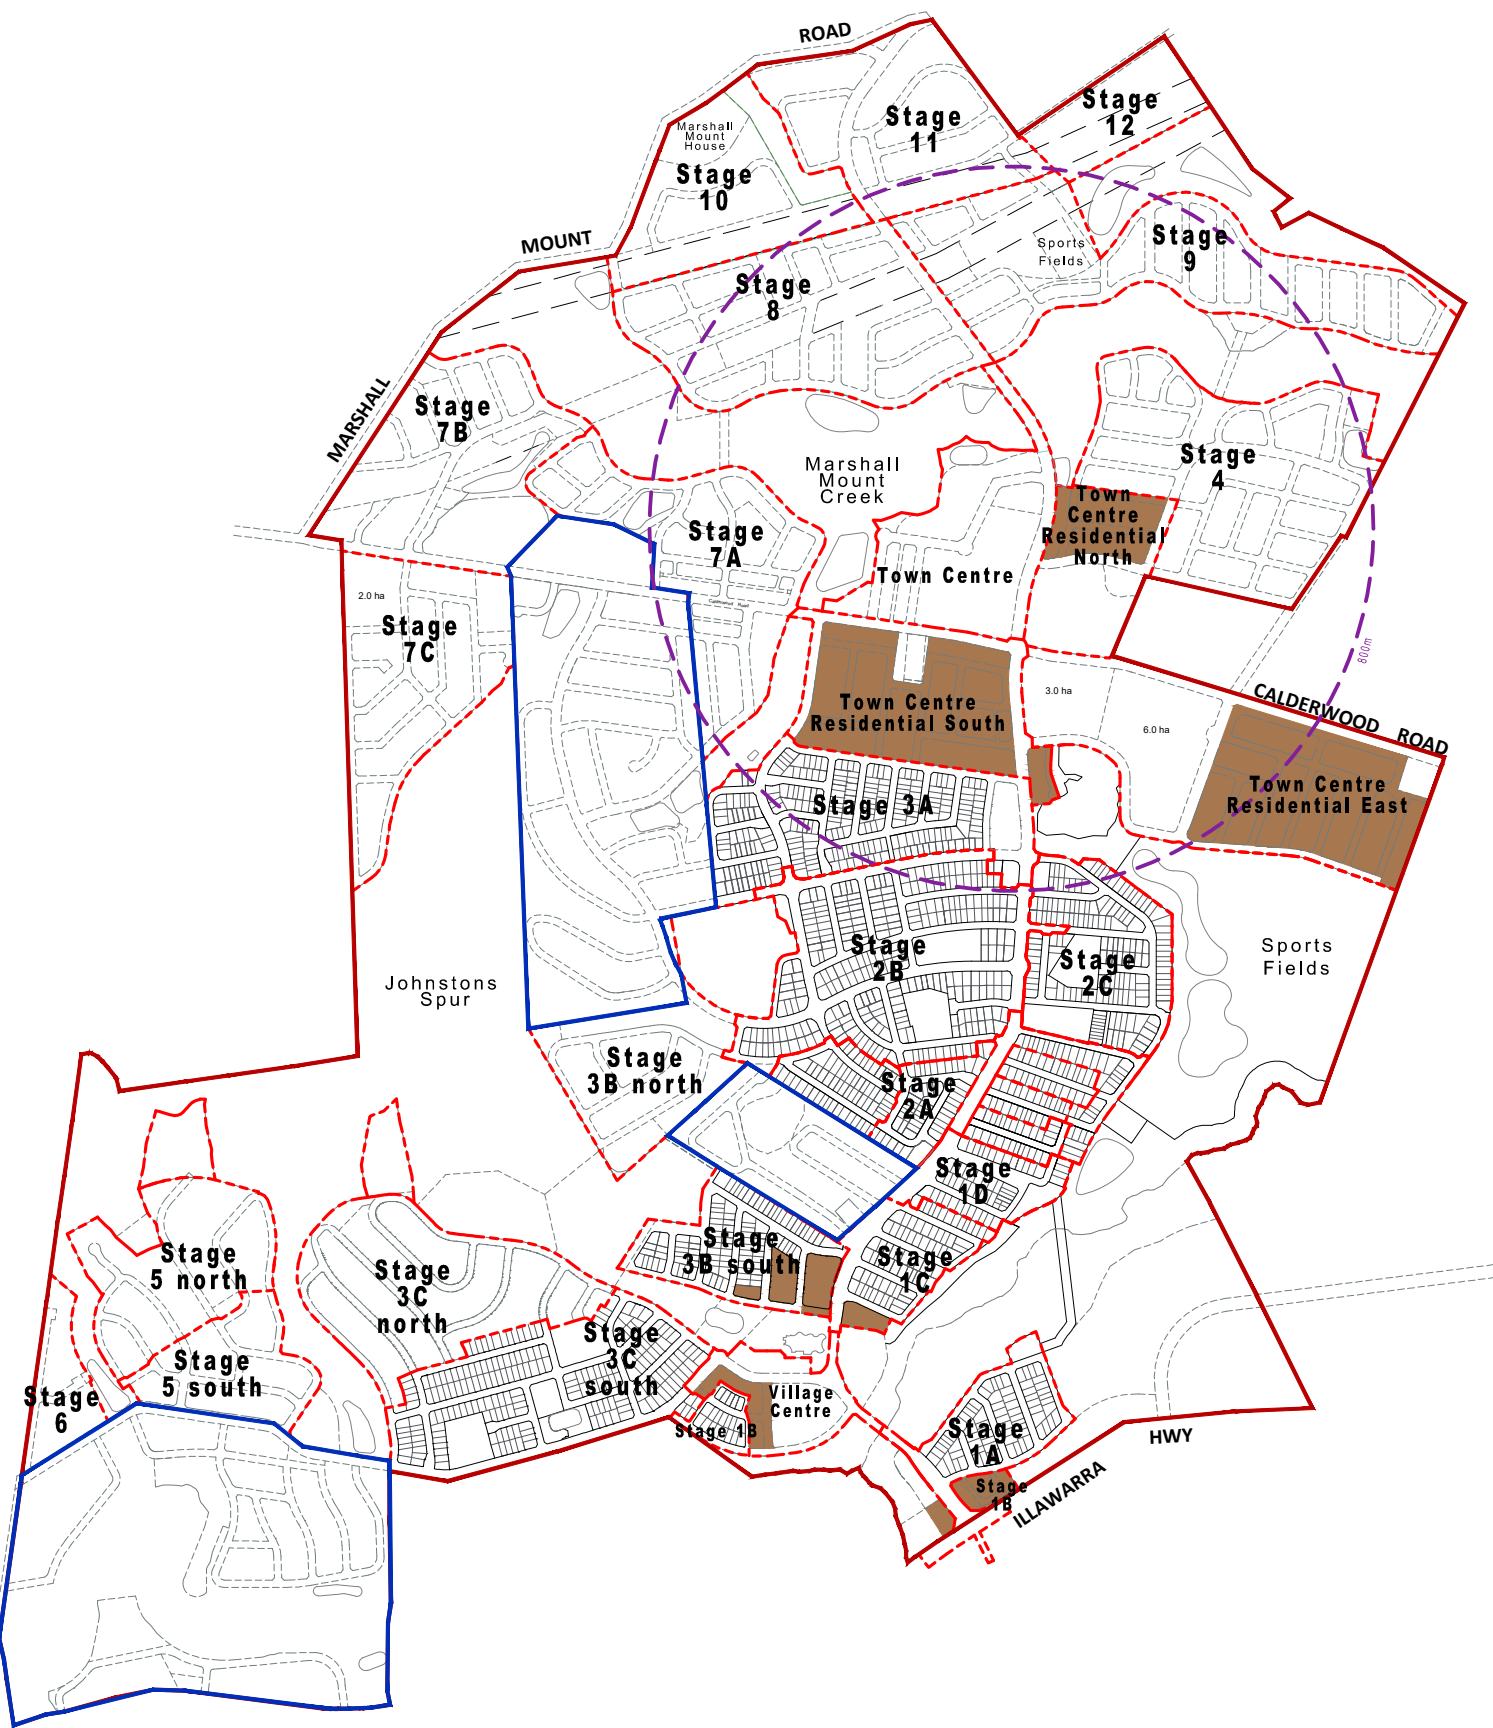 ROAD
Stage
12
Stage
11
Marshall
Mount
House
Stage
10
MOUNT
Sports
Fields
Stage
9
Stage
8
MARSHALL
Stage
7B
Marshall
Mount
Creek
Stage
4
Town
Centre
Residential
North
Stage
7A
Town Centre
2.0 ha
Stage
7C
Calderwood Road
800m
3.0 ha
6.0 ha
CALDERWOOD ROAD
Town Centre
Residential South
Town Centre
Residential East
Stage 3A
Stage
2B
Stage
2C
Sports
Fields
Johnstons
Spur
Stage
3B north
Stage
2A
Stage
1D
Stage
3B south
Stage
1C
Stage
5 north
Stage
3C
north
Stage
3C
south
Stage
5 south
Stage
6
Village
Centre
Stage 1B
Stage
1A
Stage
1B
ILLAWARRA
HWY